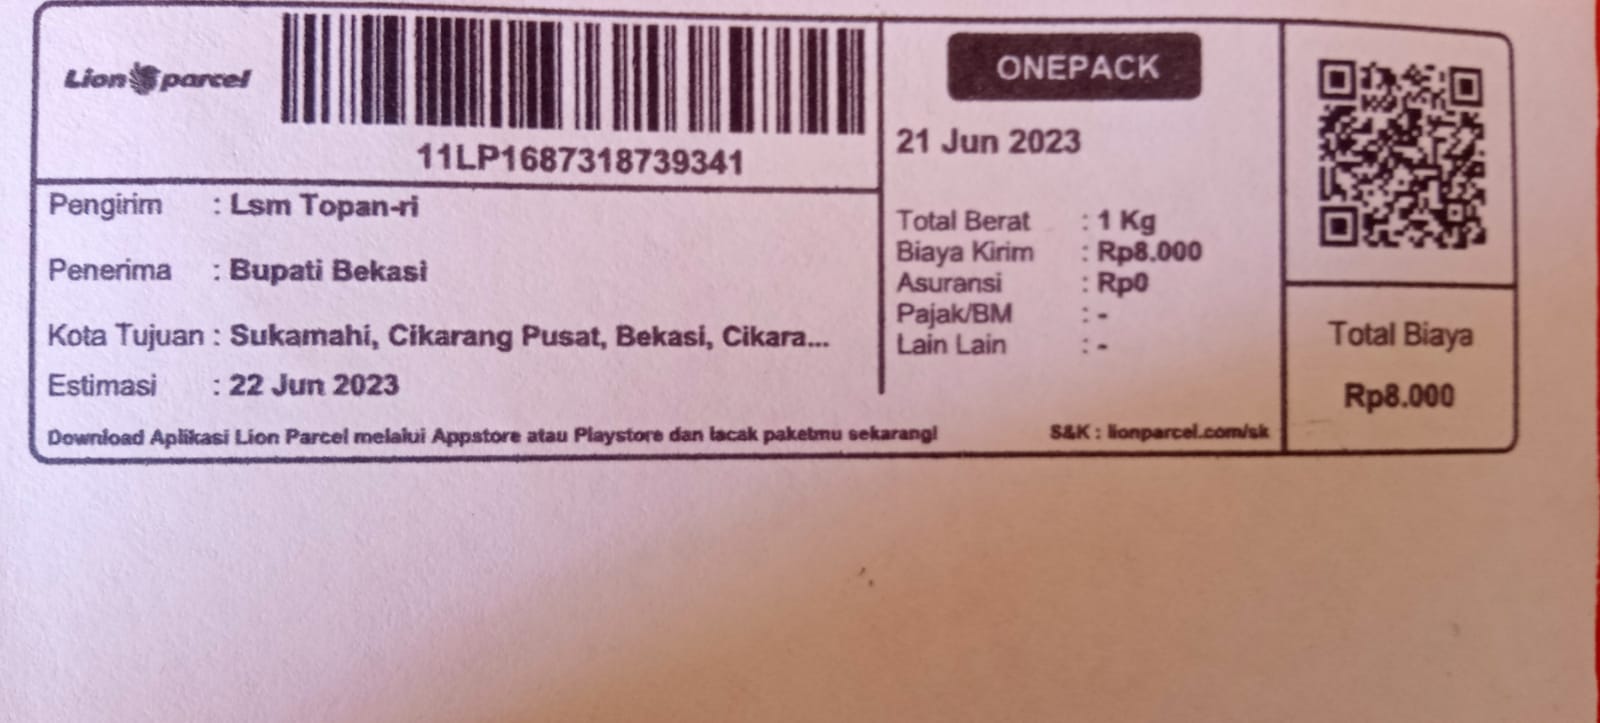 Lion parcel
11LP1687318739341
Pengirim : Lsm Topan-ri
Penerima : Bupati Bekasi
Kota Tujuan : Sukamahi, Cikarang Pusat, Bekasi, Cikara...
Estimasi : 22 Jun 2023
ONEPACK
21 Jun 2023
Total Berat : 1 Kg
Biaya Kirim : Rp8.000
Asuransi : Rp0
Pajak/BM : -
Lain Lain : -
Total Biaya
Rp8.000
Download Aplikasi Lion Parcel melalui Appstore atau Playstore dan lacak paketmu sekarang!
S&K : lionparcel.com/sk